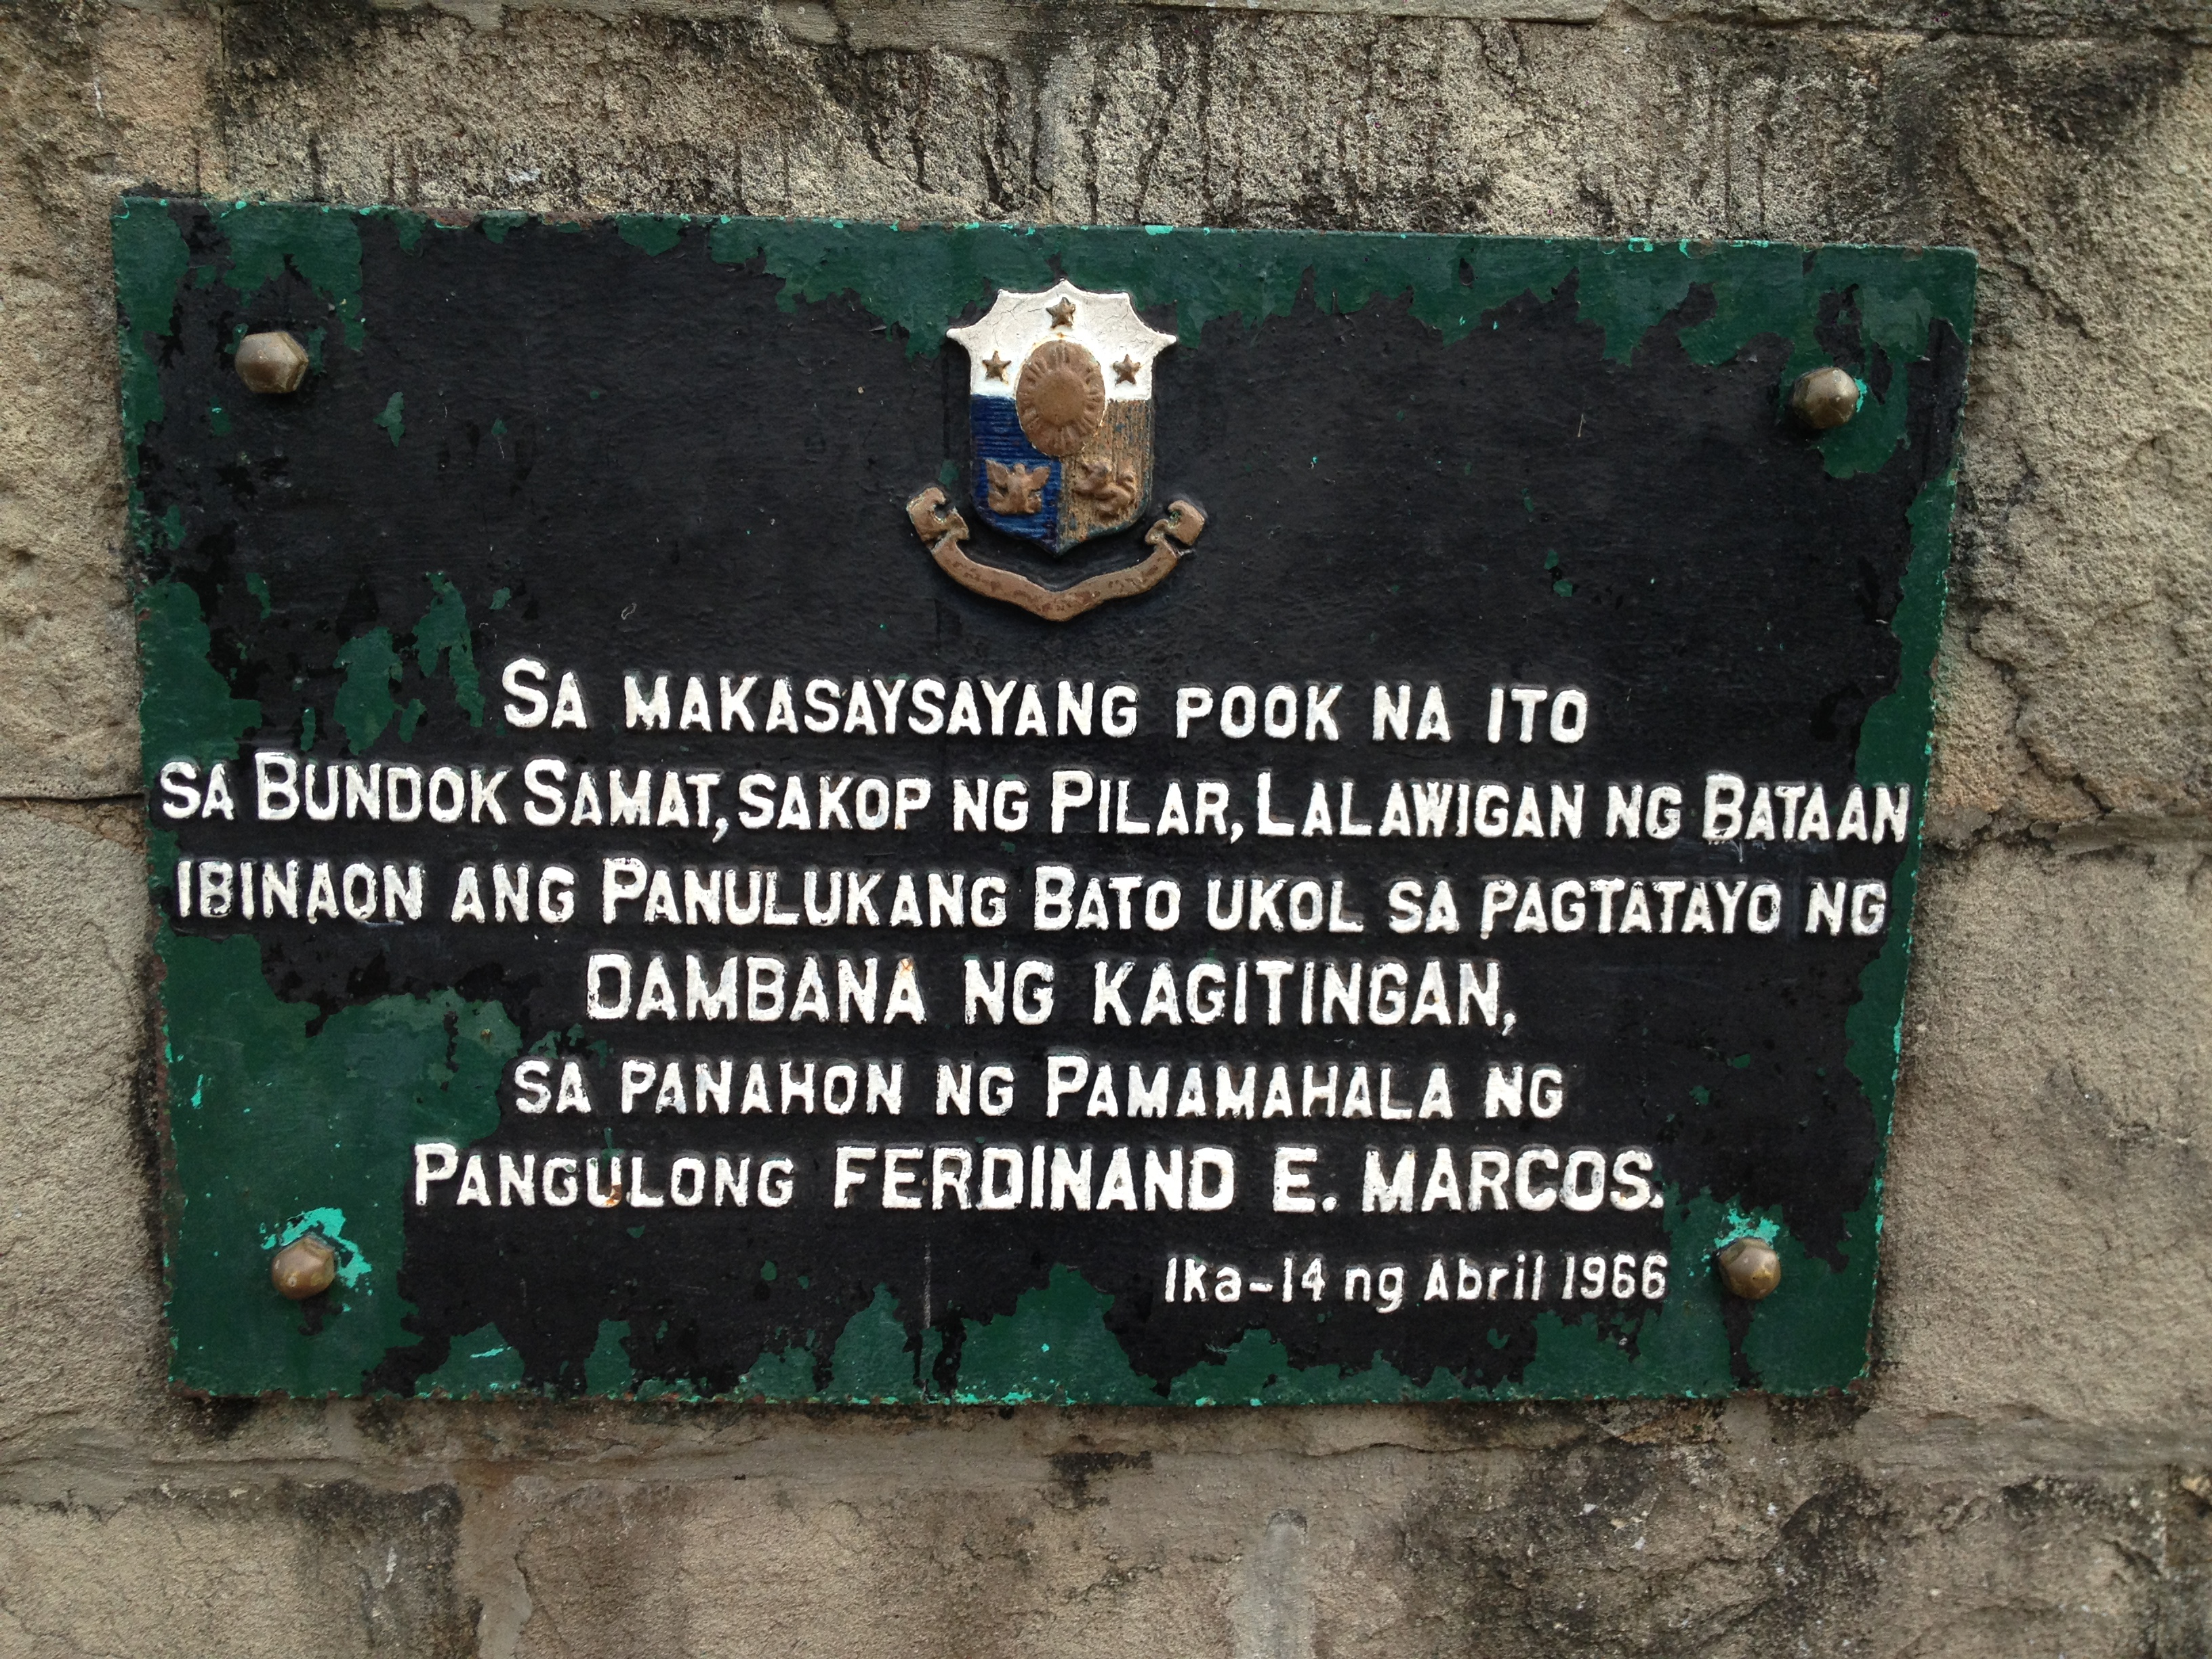 SA MAKASAYSAYANG POOK NA ITO
SA BUNDOK SAMAT, SAKOP NG PILAR, LALAWIGAN NG BATAAN
IBINAON ANG PANULUKANG BATO UKOL SA PAGTATAYO NG
DAMBANA NG KAGITINGAN,
SA PANAHON NG PAMAMAHALA NG
PANGULONG FERDINAND E. MARCOS.
Ika-14 ng Abril 1966